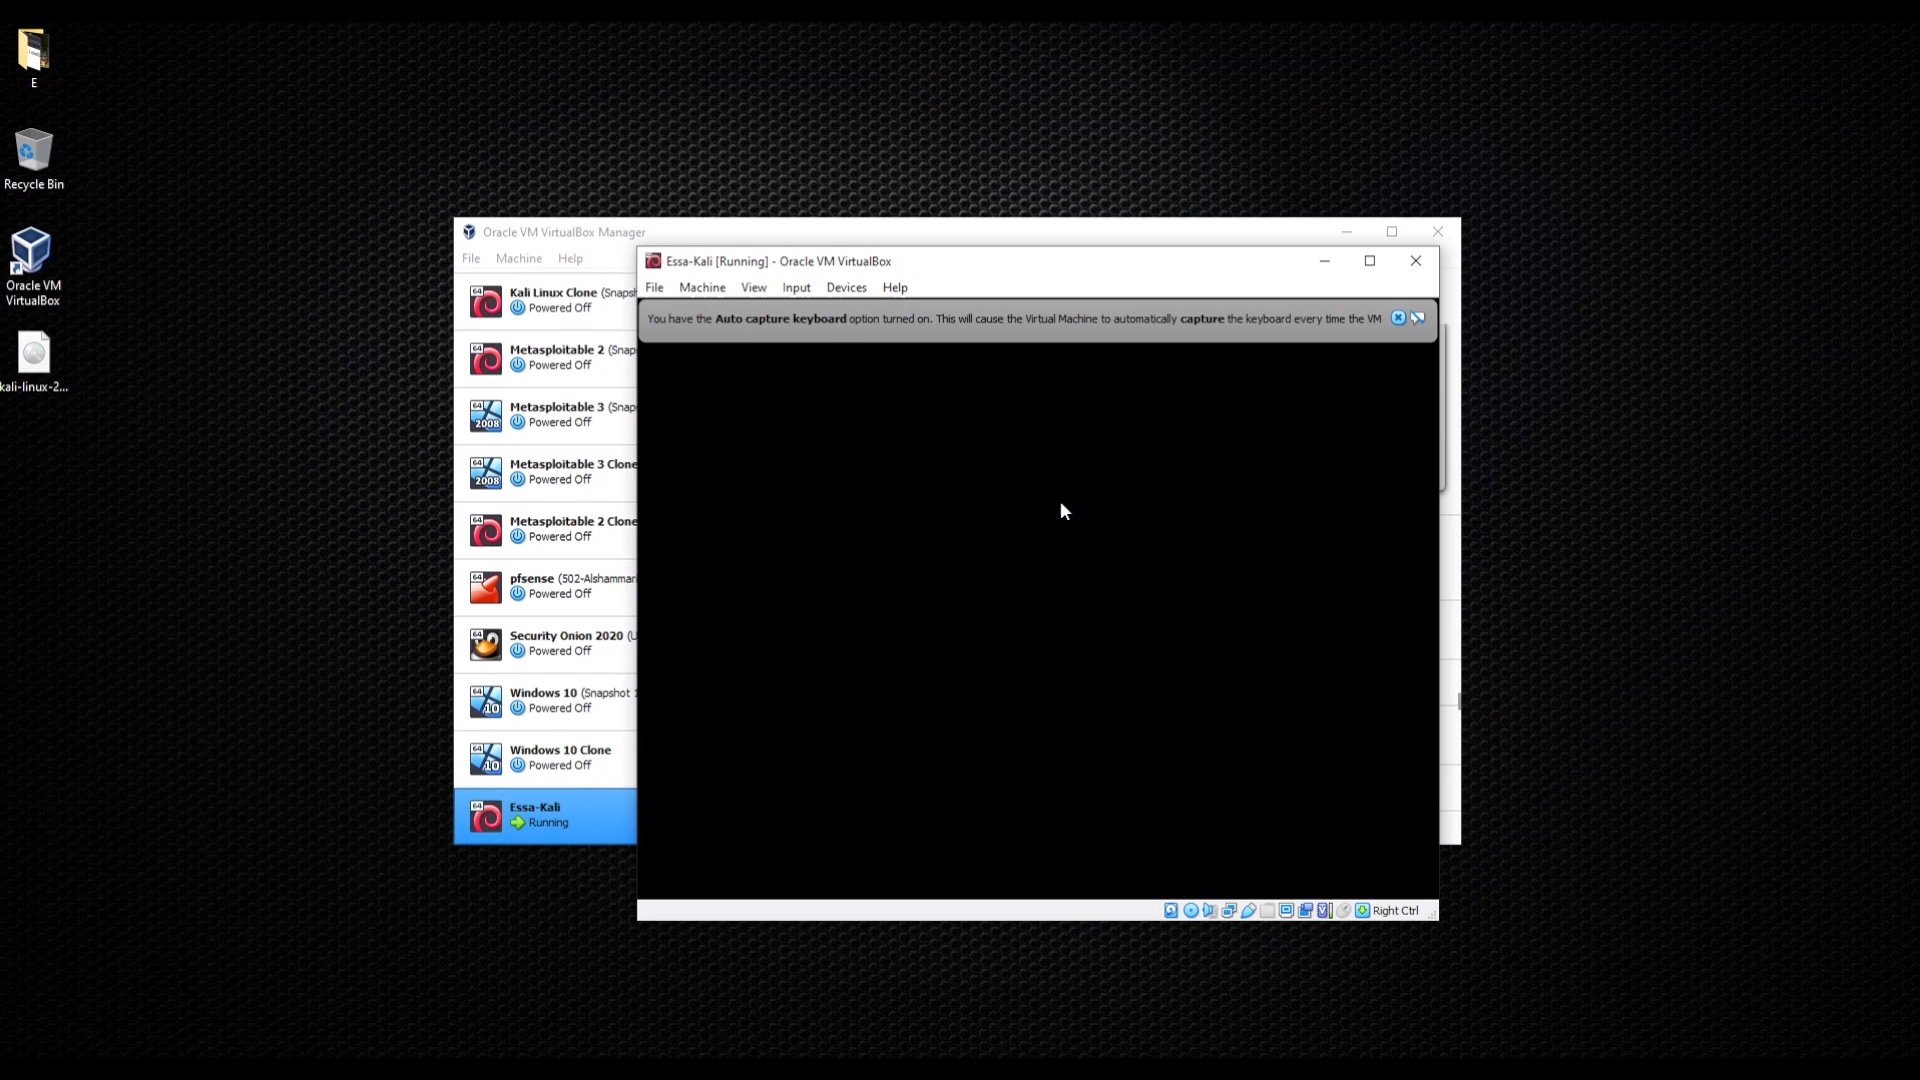 E
Recycle Bin
Oracle VM
VirtualBox
kali-linux-2...
Oracle VM VirtualBox Manager
File Machine Help
Kali Linux Clone (Snapsh
Powered Off
Metasploitable 2 (Snap
Powered Off
Metasploitable 3 (Snap
Powered Off
Metasploitable 3 Clone
Powered Off
Metasploitable 2 Clone
Powered Off
pfsense (502-Alshammar
Powered Off
Security Onion 2020 (U
Powered Off
Windows 10 (Snapshot 1
Powered Off
Windows 10 Clone
Powered Off
Essa-Kali
Running
64
2008
10
Essa-Kali [Running] - Oracle VM VirtualBox
File Machine View Input Devices Help
You have the Auto capture keyboard option turned on. This will cause the Virtual Machine to automatically capture the keyboard every time the VM
Right Ctrl